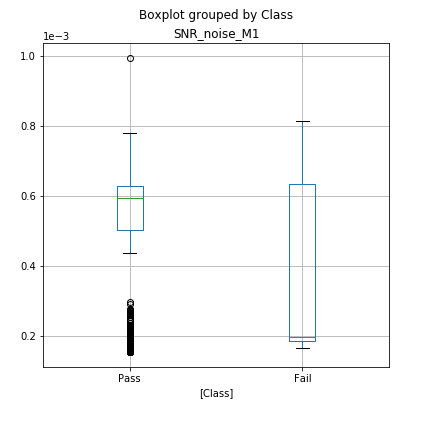 Boxplot grouped by Class
SNR_noise_M1
1e−3
1.0
0.8
0.6
0.4
0.2
Pass Fail
[Class]